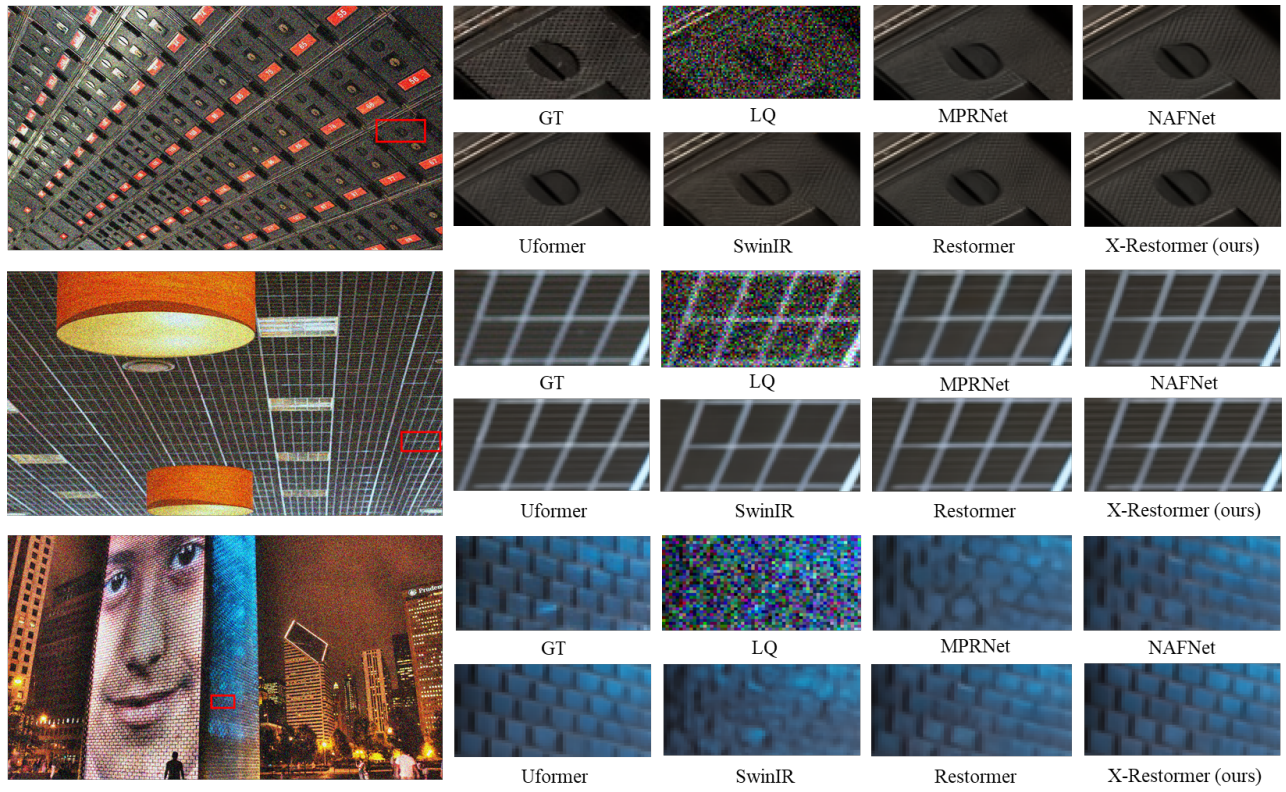 GT LQ MPRNet NAFNet
Uformer SwinIR Restormer X-Restormer (ours)
GT LQ MPRNet NAFNet
Uformer SwinIR Restormer X-Restormer (ours)
Prudential
GT LQ MPRNet NAFNet
Uformer SwinIR Restormer X-Restormer (ours)